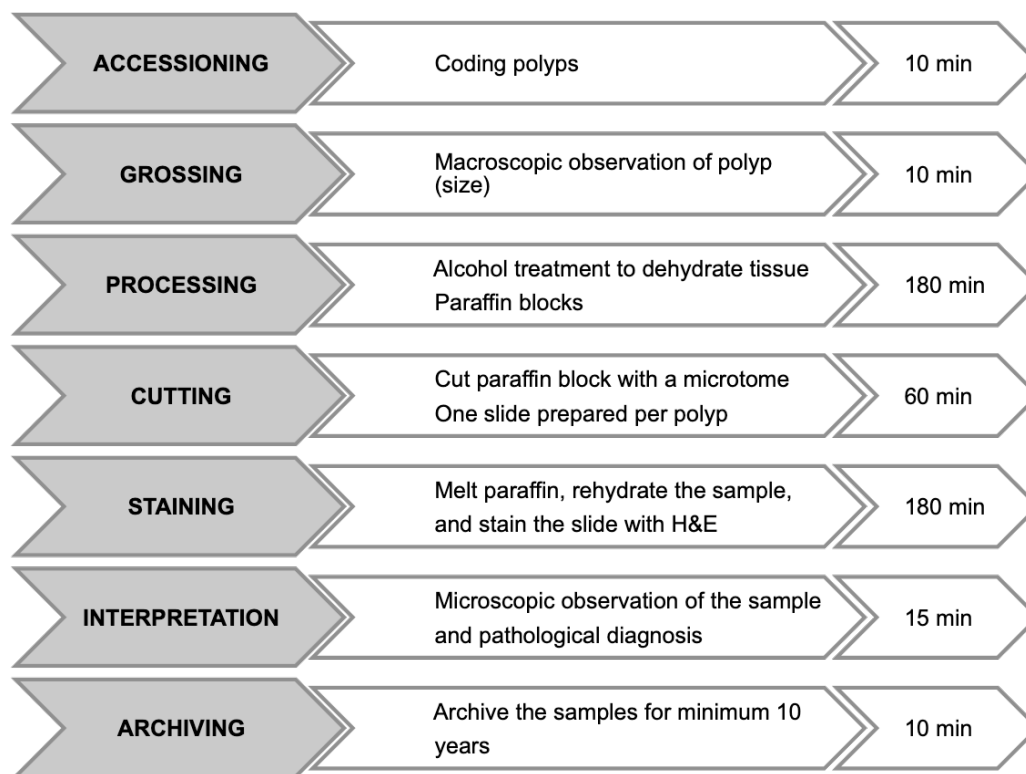 ACCESSIONING
Coding polyps
10 min
GROSSING
Macroscopic observation of polyp
(size)
10 min
PROCESSING
Alcohol treatment to dehydrate tissue
Paraffin blocks
180 min
CUTTING
Cut paraffin block with a microtome
One slide prepared per polyp
60 min
STAINING
Melt paraffin, rehydrate the sample,
and stain the slide with H&E
180 min
INTERPRETATION
Microscopic observation of the sample
and pathological diagnosis
15 min
ARCHIVING
Archive the samples for minimum 10
years
10 min